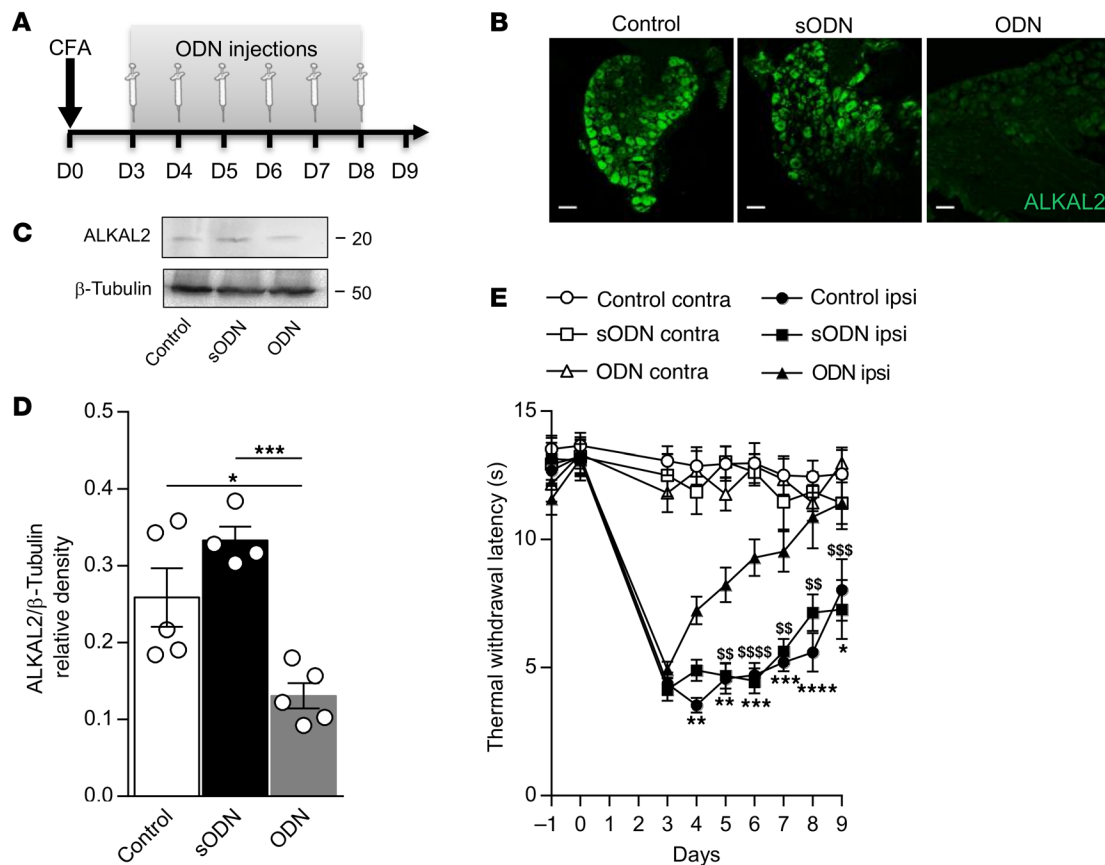 A
CFA
ODN injections
D0 D3 D4 D5 D6 D7 D8 D9
B
Control sODN ODN
ALKAL2
C
ALKAL2 – 20
β-Tubulin – 50
Control sODN ODN
D
ALKAL2/β-Tubulin
relative density
0.5
0.4
0.3
0.2
0.1
0.0
***
*
Control sODN ODN
E
Control contra Control ipsi
sODN contra sODN ipsi
ODN contra ODN ipsi
Thermal withdrawal latency (s)
15
10
5
0
$$ $$$$ $$ $$ $$$
** ** *** *** **** *
–1 0 1 2 3 4 5 6 7 8 9
Days